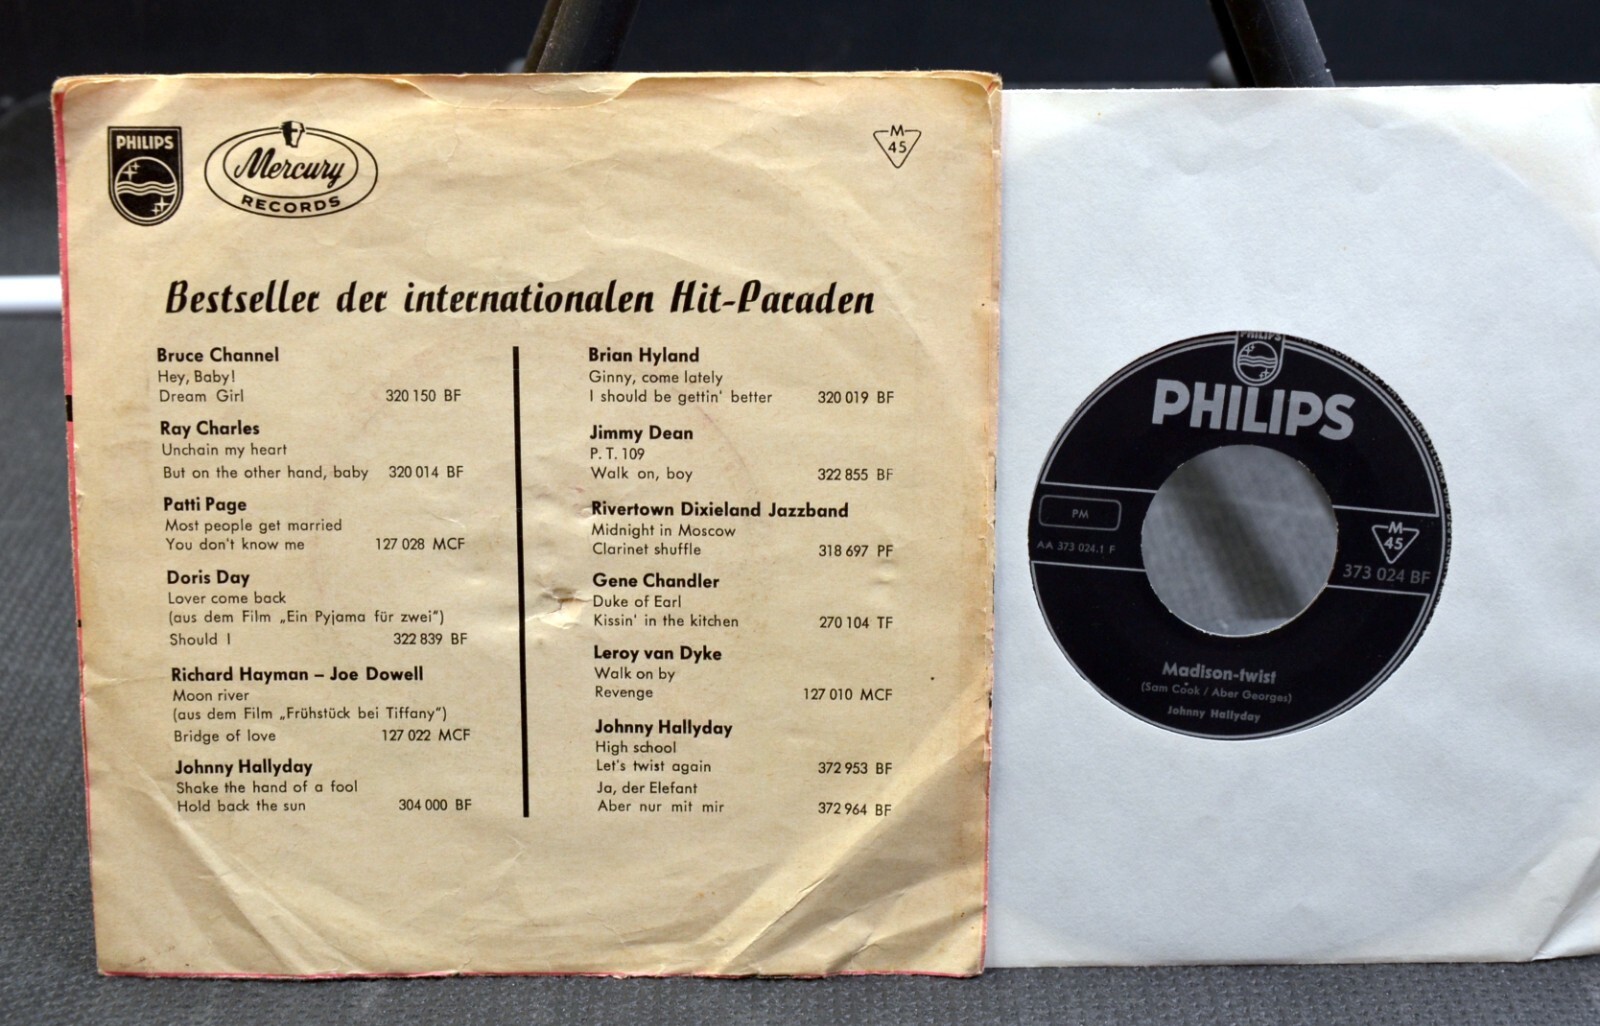 PHILIPS
Mercury
RECORDS
M
45
Bestseller der internationalen Hit-Paraden
Bruce Channel
Hey, Baby!
Dream Girl 320 150 BF
Ray Charles
Unchain my heart
But on the other hand, baby 320 014 BF
Patti Page
Most people get married
You don't know me 127 028 MCF
Doris Day
Lover come back
(aus dem Film „Ein Pyjama für zwei")
Should I 322 839 BF
Richard Hayman – Joe Dowell
Moon river
(aus dem Film „Frühstück bei Tiffany")
Bridge of love 127 022 MCF
Johnny Hallyday
Shake the hand of a fool
Hold back the sun 304 000 BF
Brian Hyland
Ginny, come lately
I should be gettin' better 320 019 BF
Jimmy Dean
P. T. 109
Walk on, boy 322 855 BF
Rivertown Dixieland Jazzband
Midnight in Moscow
Clarinet shuffle 318 697 PF
Gene Chandler
Duke of Earl
Kissin' in the kitchen 270 104 TF
Leroy van Dyke
Walk on by
Revenge 127 010 MCF
Johnny Hallyday
High school
Let's twist again 372 953 BF
Ja, der Elefant
Aber nur mit mir 372 964 BF
PHILIPS
PHILIPS
PM
AA 373 024.1 F
M
45
373 024 BF
Madison-twist
(Sam Cook / Aber Georges)
Johnny Hallyday